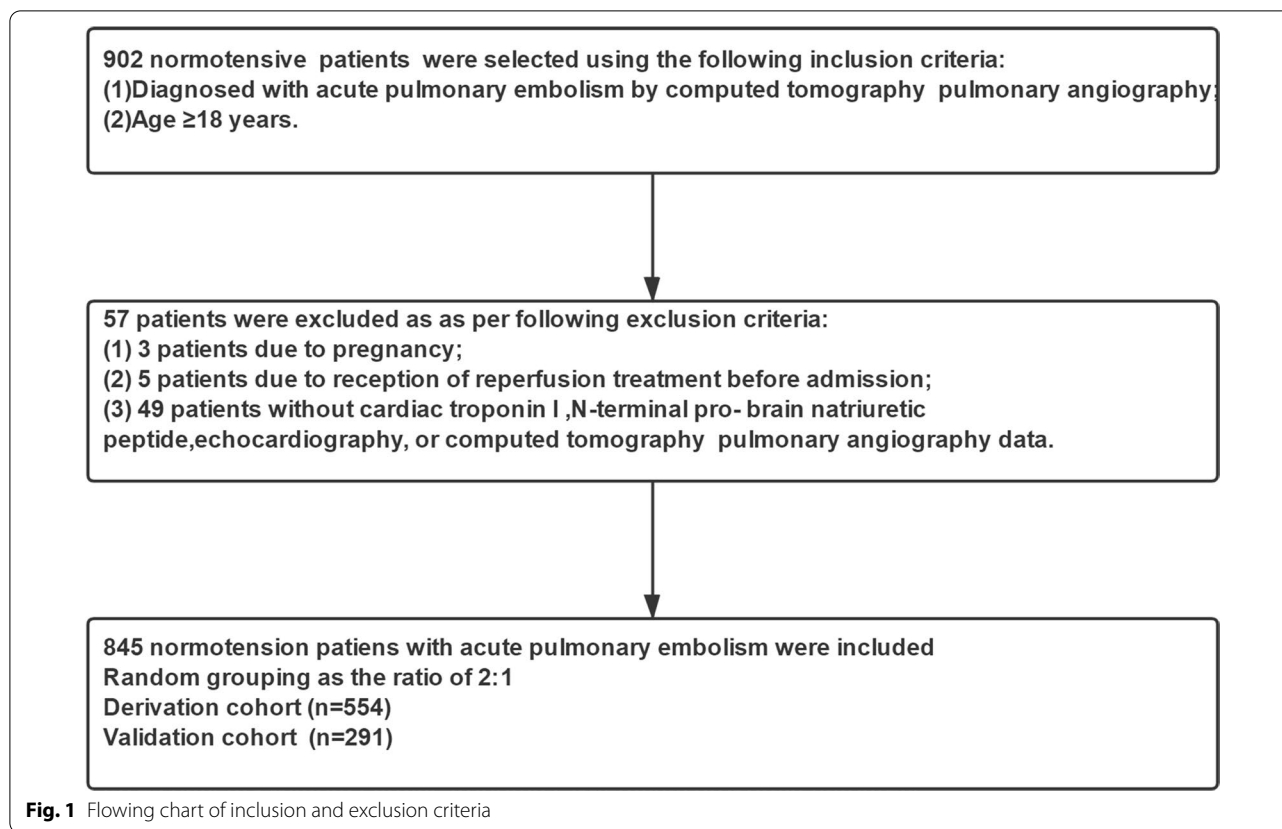 902 normotensive patients were selected using the following inclusion criteria:
(1)Diagnosed with acute pulmonary embolism by computed tomography pulmonary angiography;
(2)Age ≥18 years.
57 patients were excluded as as per following exclusion criteria:
(1) 3 patients due to pregnancy;
(2) 5 patients due to reception of reperfusion treatment before admission;
(3) 49 patients without cardiac troponin I ,N-terminal pro- brain natriuretic
peptide,echocardiography, or computed tomography pulmonary angiography data.
845 normotension patiens with acute pulmonary embolism were included
Random grouping as the ratio of 2:1
Derivation cohort (n=554)
Validation cohort (n=291)
Fig. 1 Flowing chart of inclusion and exclusion criteria